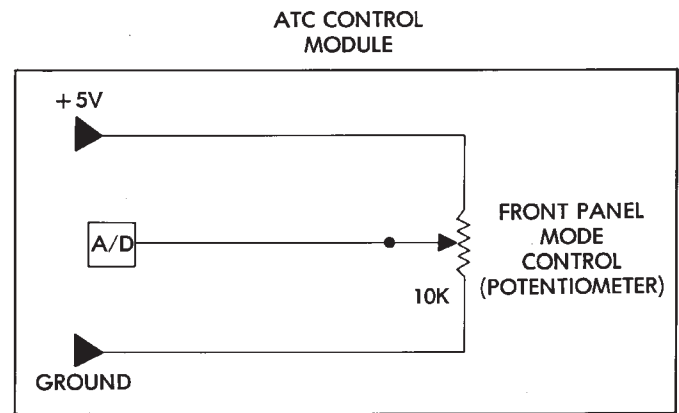 ATC CONTROL
MODULE
+5V
A/D
FRONT PANEL
MODE
CONTROL
(POTENTIOMETER)
10K
GROUND